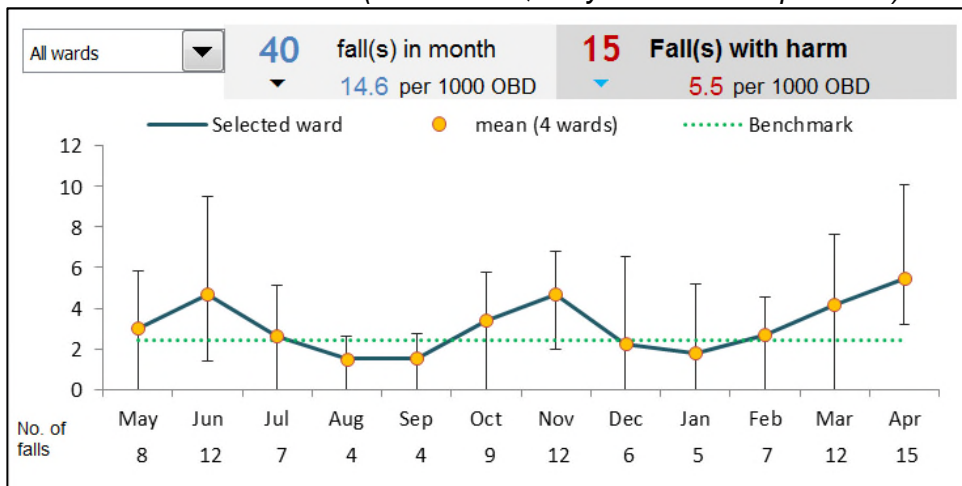 All wards
40 fall(s) in month
14.6 per 1000 OBD
15 Fall(s) with harm
5.5 per 1000 OBD
Selected ward mean (4 wards) Benchmark
12
10
8
6
4
2
0
May Jun Jul Aug Sep Oct Nov Dec Jan Feb Mar Apr
No. of
falls
8 12 7 4 4 9 12 6 5 7 12 15